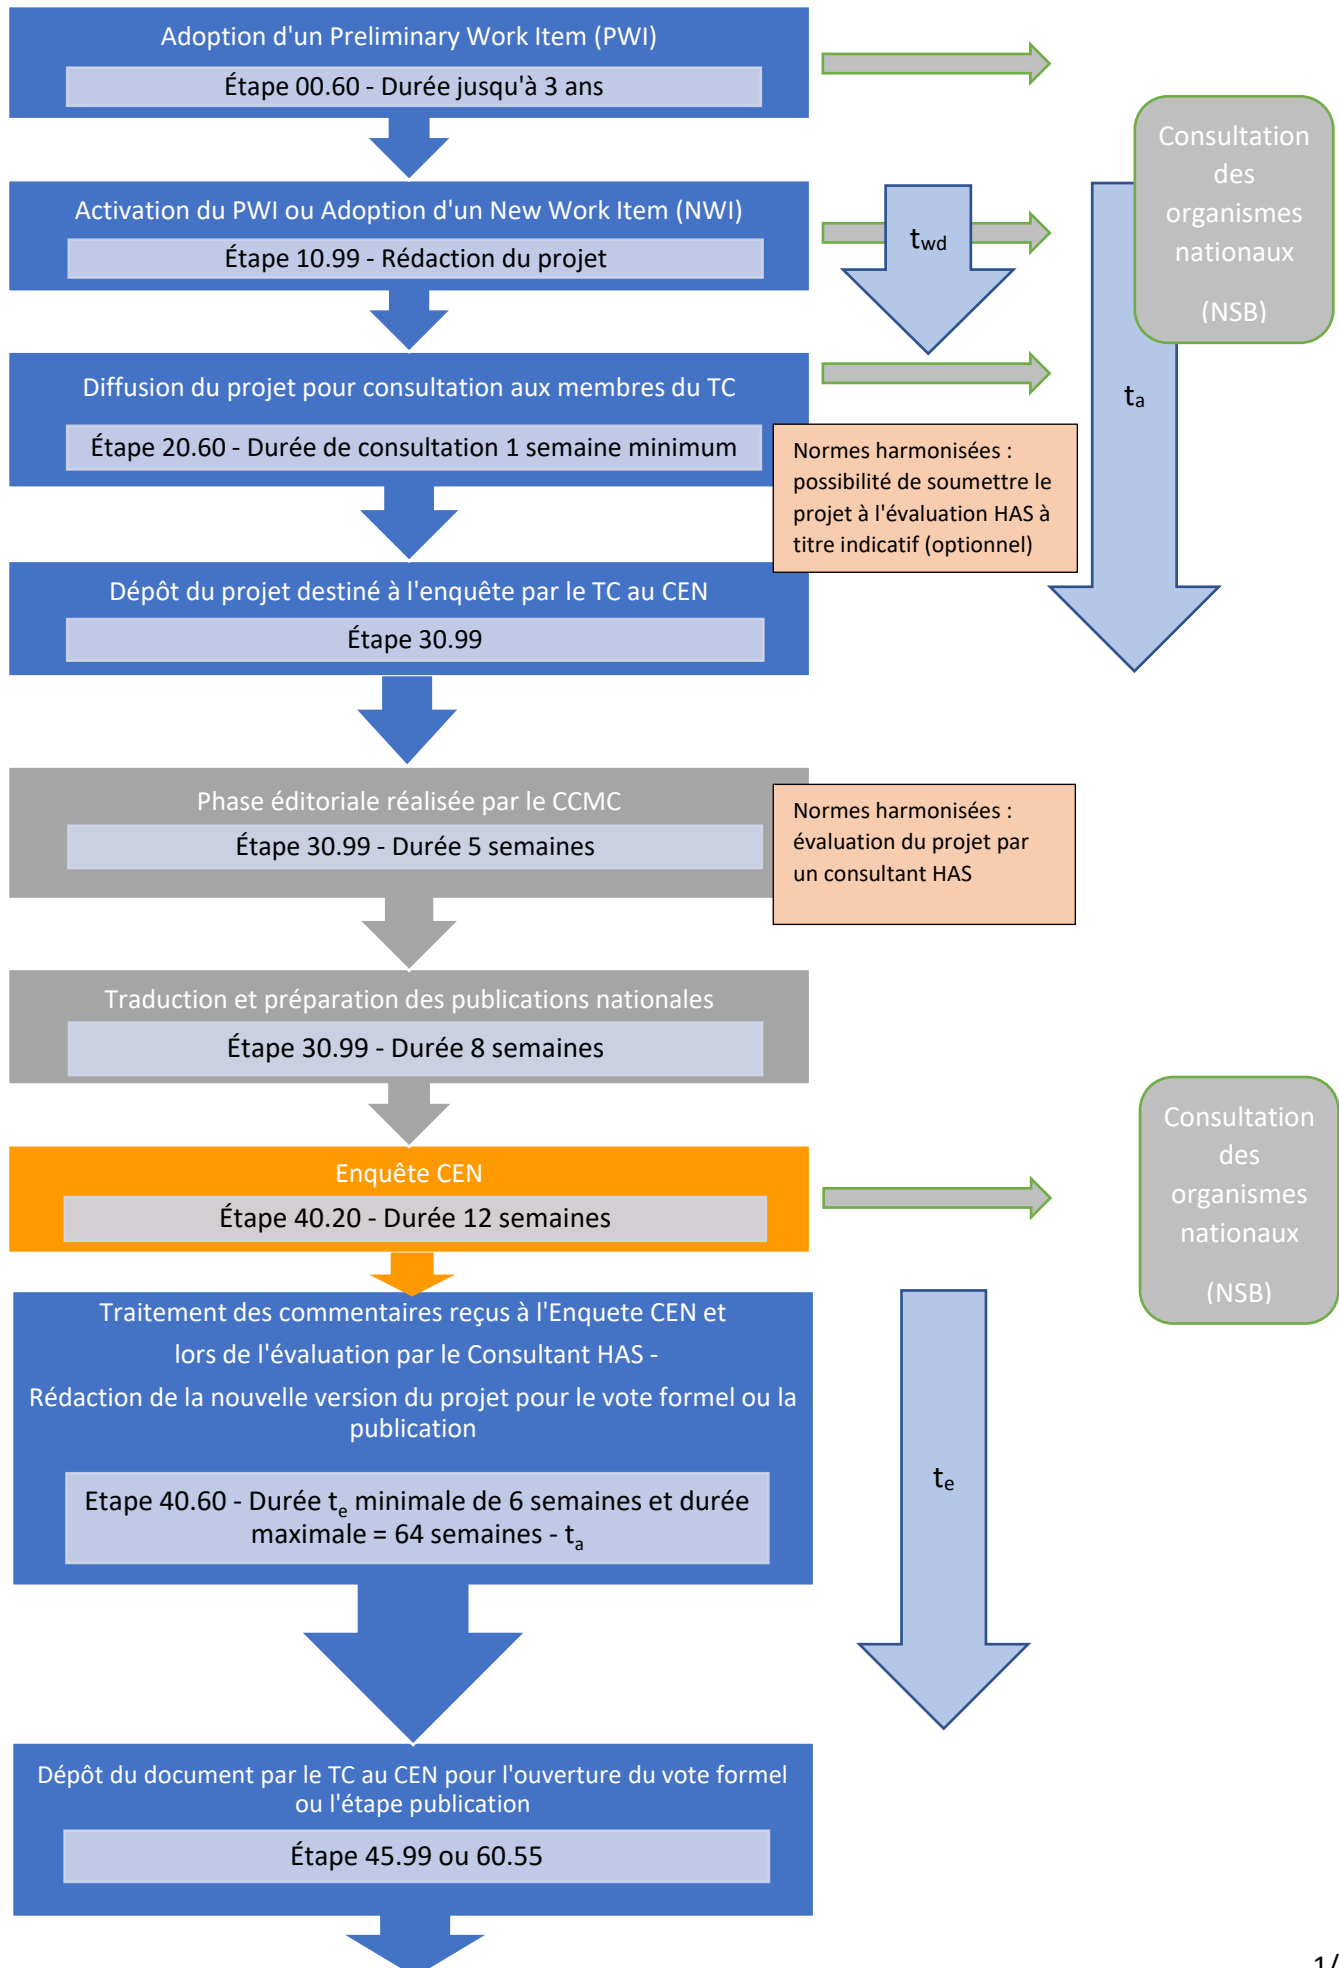 Adoption d'un Preliminary Work Item (PWI)
Étape 00.60 - Durée jusqu'à 3 ans
Consultation
des
organismes
nationaux
(NSB)
Activation du PWI ou Adoption d'un New Work Item (NWI)
Étape 10.99 - Rédaction du projet
twd
ta
Diffusion du projet pour consultation aux membres du TC
Étape 20.60 - Durée de consultation 1 semaine minimum
Normes harmonisées :
possibilité de soumettre le
projet à l'évaluation HAS à
titre indicatif (optionnel)
Dépôt du projet destiné à l'enquête par le TC au CEN
Étape 30.99
Phase éditoriale réalisée par le CCMC
Étape 30.99 - Durée 5 semaines
Normes harmonisées :
évaluation du projet par
un consultant HAS
Traduction et préparation des publications nationales
Étape 30.99 - Durée 8 semaines
Enquête CEN
Étape 40.20 - Durée 12 semaines
Consultation
des
organismes
nationaux
(NSB)
Traitement des commentaires reçus à l'Enquete CEN et
lors de l'évaluation par le Consultant HAS -
Rédaction de la nouvelle version du projet pour le vote formel ou la
publication
Etape 40.60 - Durée te minimale de 6 semaines et durée
maximale = 64 semaines - ta
te
Dépôt du document par le TC au CEN pour l'ouverture du vote formel
ou l'étape publication
Étape 45.99 ou 60.55
1/